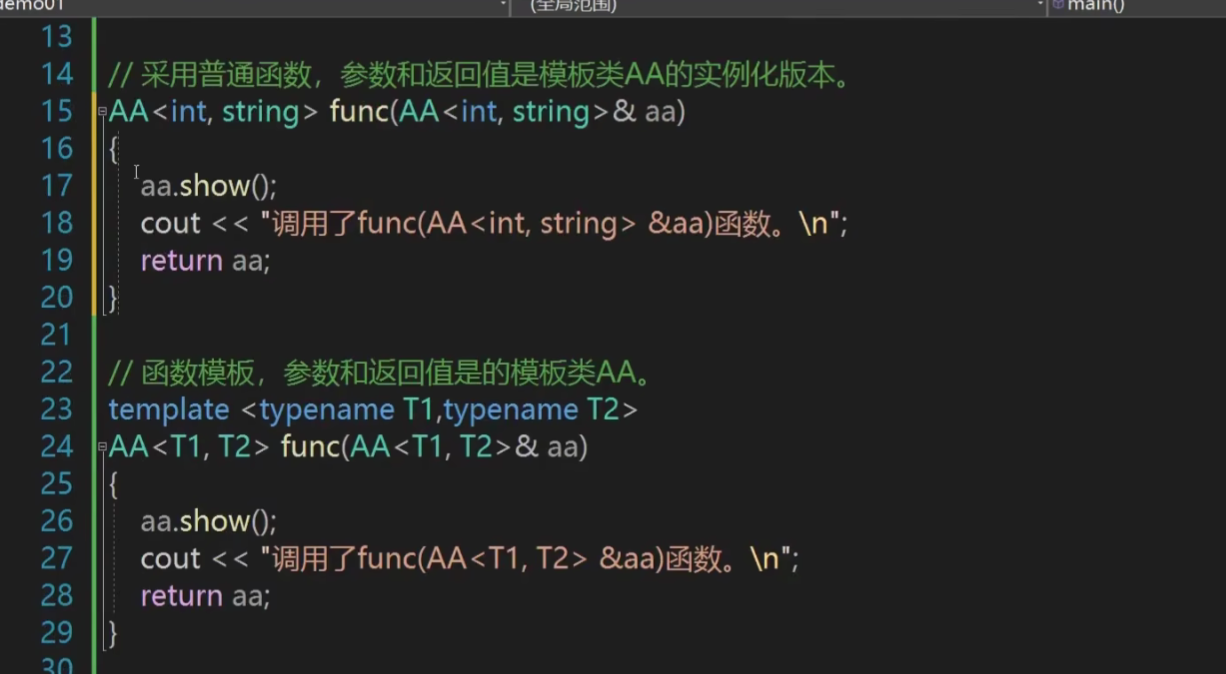 demo01 (全局范围) main()
13
14 // 采用普通函数，参数和返回值是模板类AA的实例化版本。
15 AA<int, string> func(AA<int, string>& aa)
16 {
17 aa.show();
18 cout << "调用了func(AA<int, string> &aa)函数。\n";
19 return aa;
20 }
21
22 // 函数模板，参数和返回值是的模板类AA。
23 template <typename T1,typename T2>
24 AA<T1, T2> func(AA<T1, T2>& aa)
25 {
26 aa.show();
27 cout << "调用了func(AA<T1, T2> &aa)函数。\n";
28 return aa;
29 }
30